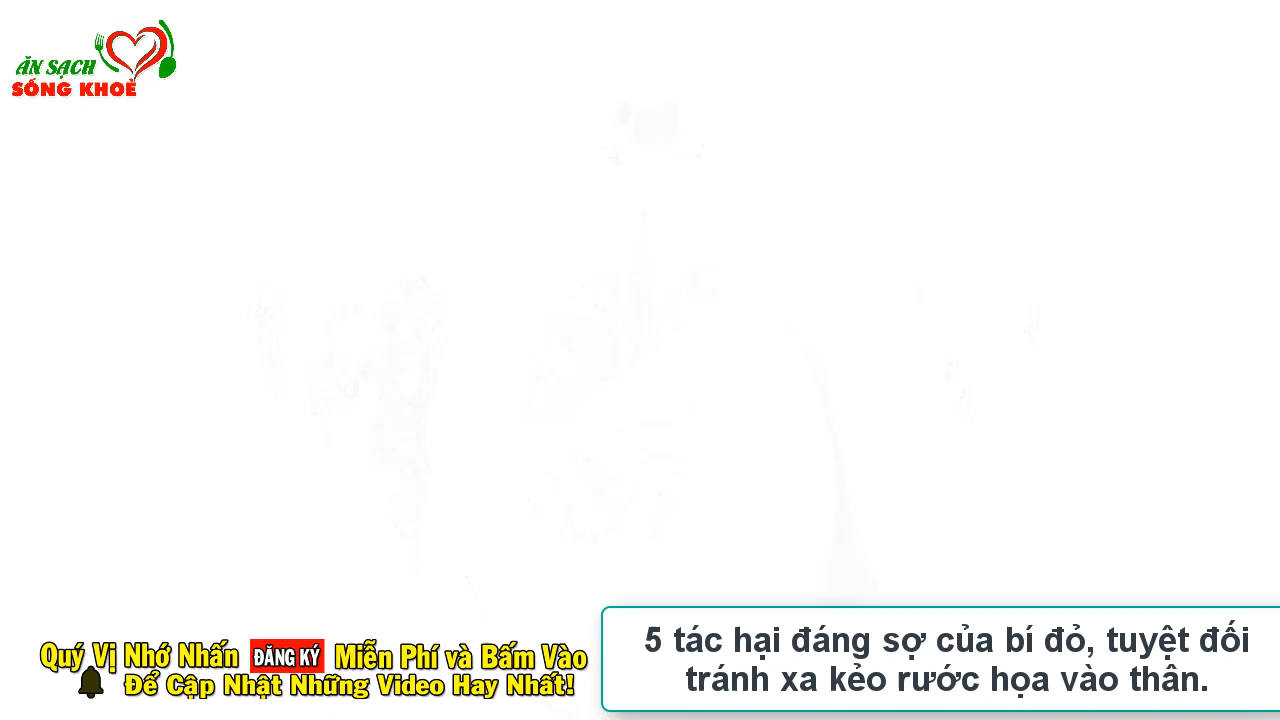 ĂN SẠCH
SỐNG KHOẺ
Quý Vị Nhớ Nhấn ĐĂNG KÝ Miễn Phí và Bấm Vào
Để Cập Nhật Những Video Hay Nhất!
5 tác hại đáng sợ của bí đỏ, tuyệt đối
tránh xa kẻo rước họa vào thân.